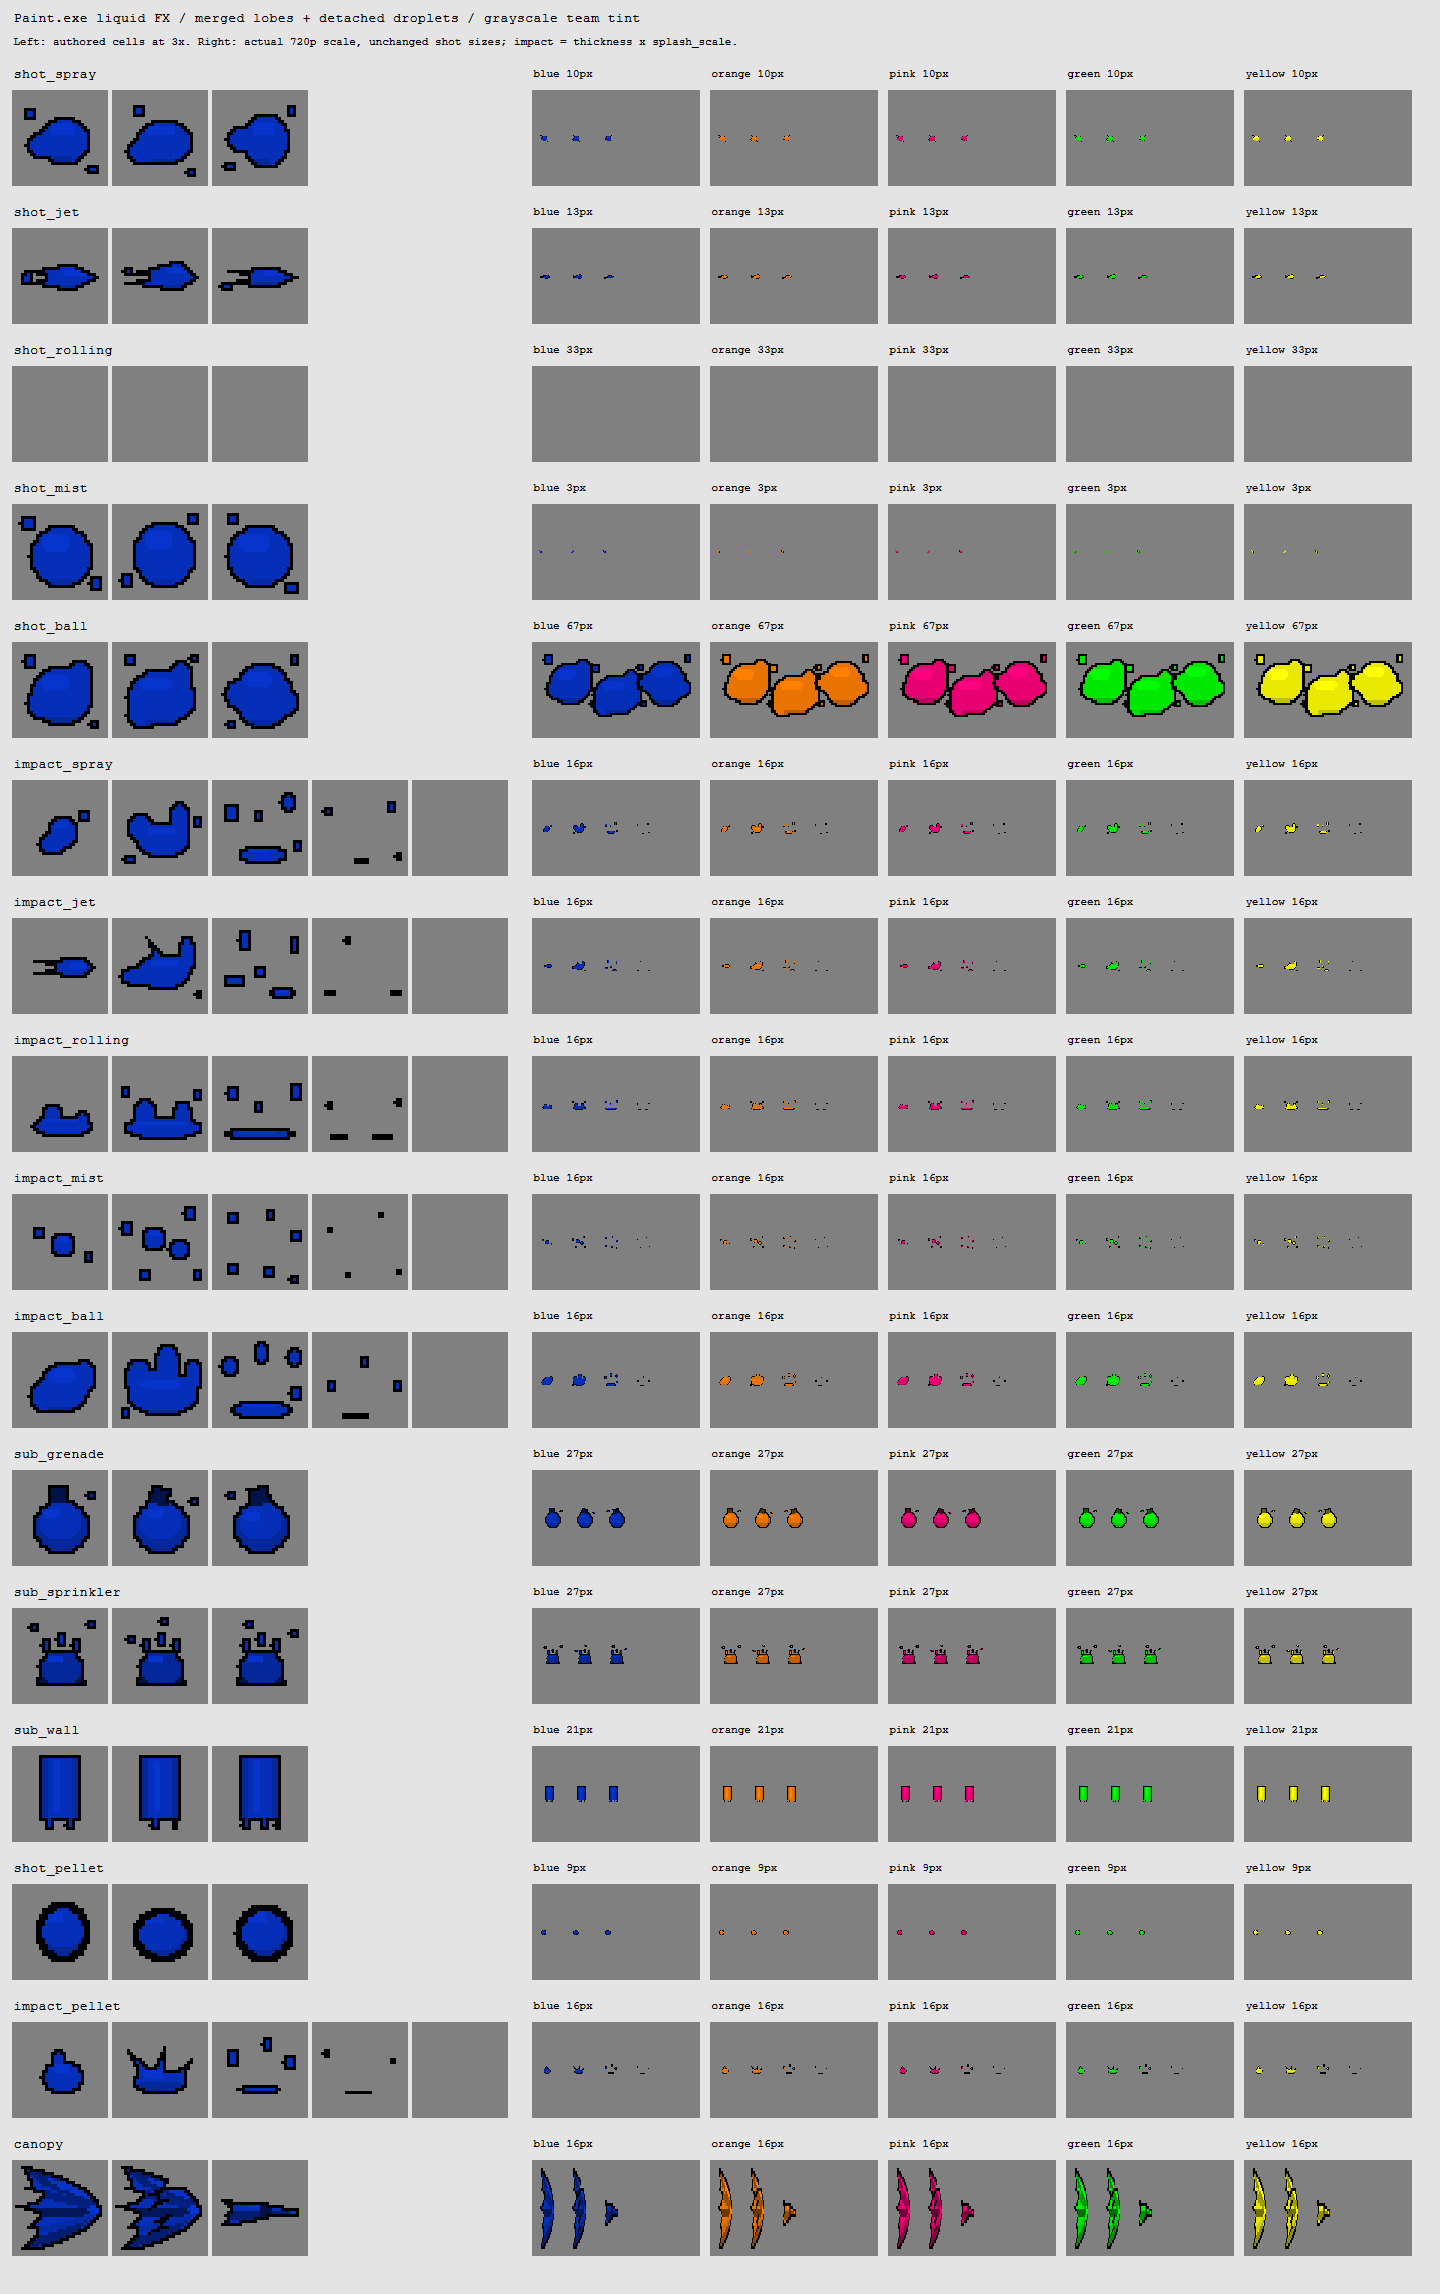 Paint.exe liquid FX / merged lobes + detached droplets / grayscale team tint
Left: authored cells at 3x. Right: actual 720p scale, unchanged shot sizes; impact = thickness x splash_scale.
shot_spray blue 10px orange 10px pink 10px green 10px yellow 10px
shot_jet blue 13px orange 13px pink 13px green 13px yellow 13px
shot_rolling blue 33px orange 33px pink 33px green 33px yellow 33px
shot_mist blue 3px orange 3px pink 3px green 3px yellow 3px
shot_ball blue 67px orange 67px pink 67px green 67px yellow 67px
impact_spray blue 16px orange 16px pink 16px green 16px yellow 16px
impact_jet blue 16px orange 16px pink 16px green 16px yellow 16px
impact_rolling blue 16px orange 16px pink 16px green 16px yellow 16px
impact_mist blue 16px orange 16px pink 16px green 16px yellow 16px
impact_ball blue 16px orange 16px pink 16px green 16px yellow 16px
sub_grenade blue 27px orange 27px pink 27px green 27px yellow 27px
sub_sprinkler blue 27px orange 27px pink 27px green 27px yellow 27px
sub_wall blue 21px orange 21px pink 21px green 21px yellow 21px
shot_pellet blue 9px orange 9px pink 9px green 9px yellow 9px
impact_pellet blue 16px orange 16px pink 16px green 16px yellow 16px
canopy blue 16px orange 16px pink 16px green 16px yellow 16px